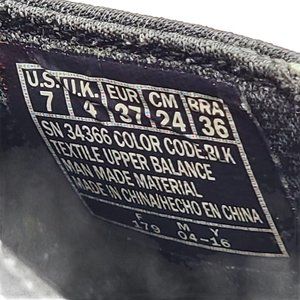 U.S. U.K. EUR CM BRA
7 4 37 24 36
SN 34366 COLOR CODE:BLK
TEXTILE UPPER BALANCE
MAN MADE MATERIAL
MADE IN CHINA/HECHO EN CHINA
F M Y
179 04-16